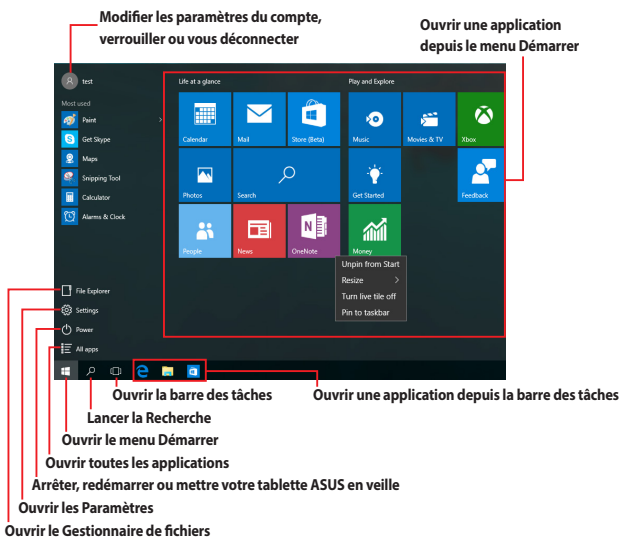 Modifier les paramètres du compte,
verrouiller ou vous déconnecter
Ouvrir une application
depuis le menu Démarrer
test
Life at a glance
Play and Explore
Most used
Paint
Get Skype
Maps
Snipping Tool
Calculator
Alarms & Clock
Calendar
Mail
Store (Beta)
Music
Movies & TV
Xbox
Photos
Search
Get Started
Feedback
People
News
OneNote
Money
Unpin from Start
Resize
Turn live tile off
Pin to taskbar
File Explorer
Settings
Power
All apps
Ouvrir la barre des tâches
Ouvrir une application depuis la barre des tâches
Lancer la Recherche
Ouvrir le menu Démarrer
Ouvrir toutes les applications
Arrêter, redémarrer ou mettre votre tablette ASUS en veille
Ouvrir les Paramètres
Ouvrir le Gestionnaire de fichiers